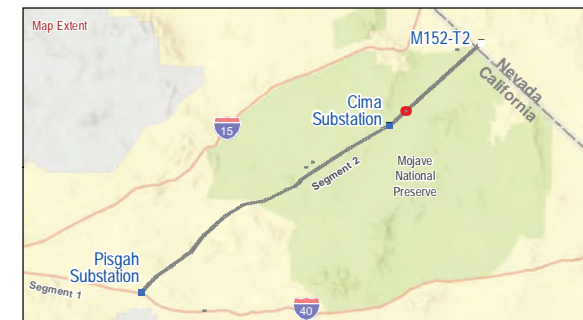 Map Extent
M152-T2
Nevada
California
Cima
Substation
15
Mojave
National
Preserve
Segment 2
Pisgah
Substation
Segment 1
40